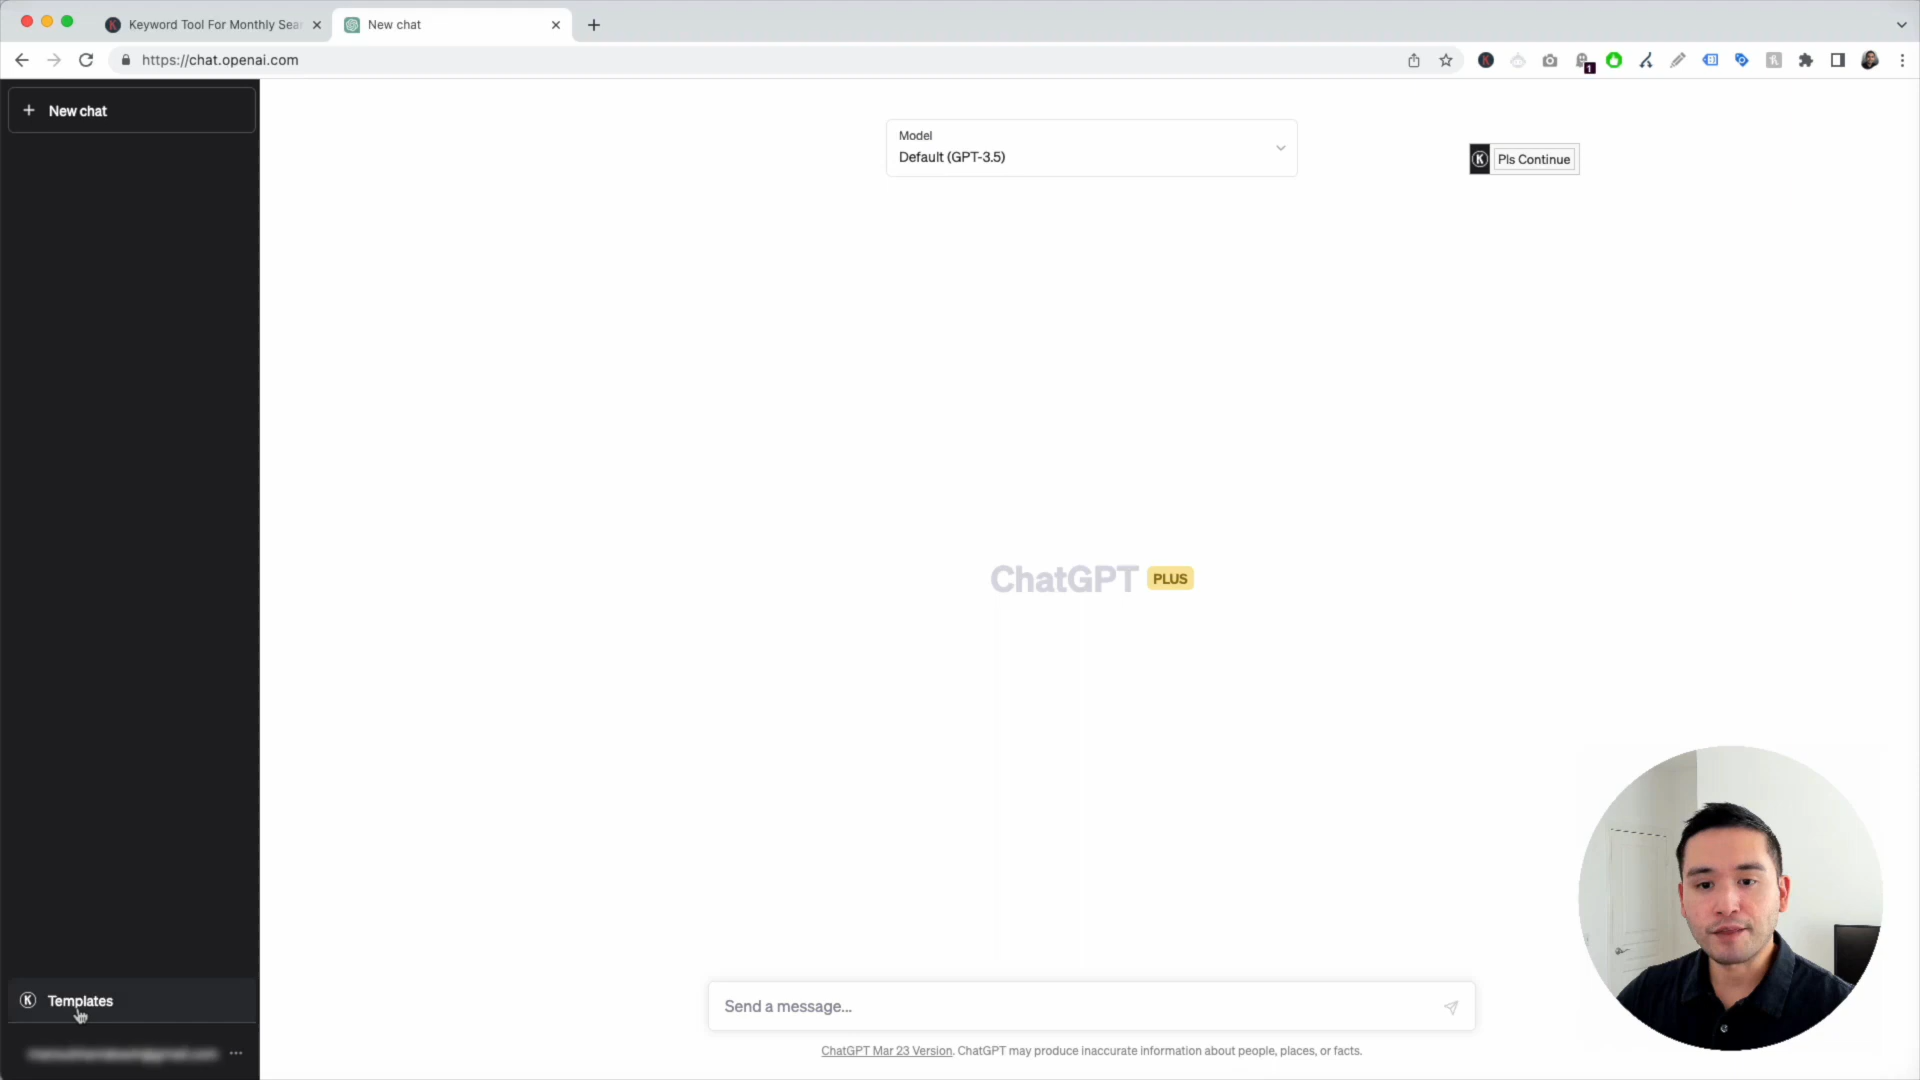 Keyword Tool For Monthly Sea
New chat
https://chat.openai.com
1
New chat
Model
Default (GPT-3.5)
K Pls Continue
ChatGPT PLUS
K Templates
Send a message...
ChatGPT Mar 23 Version. ChatGPT may produce inaccurate information about people, places, or facts.